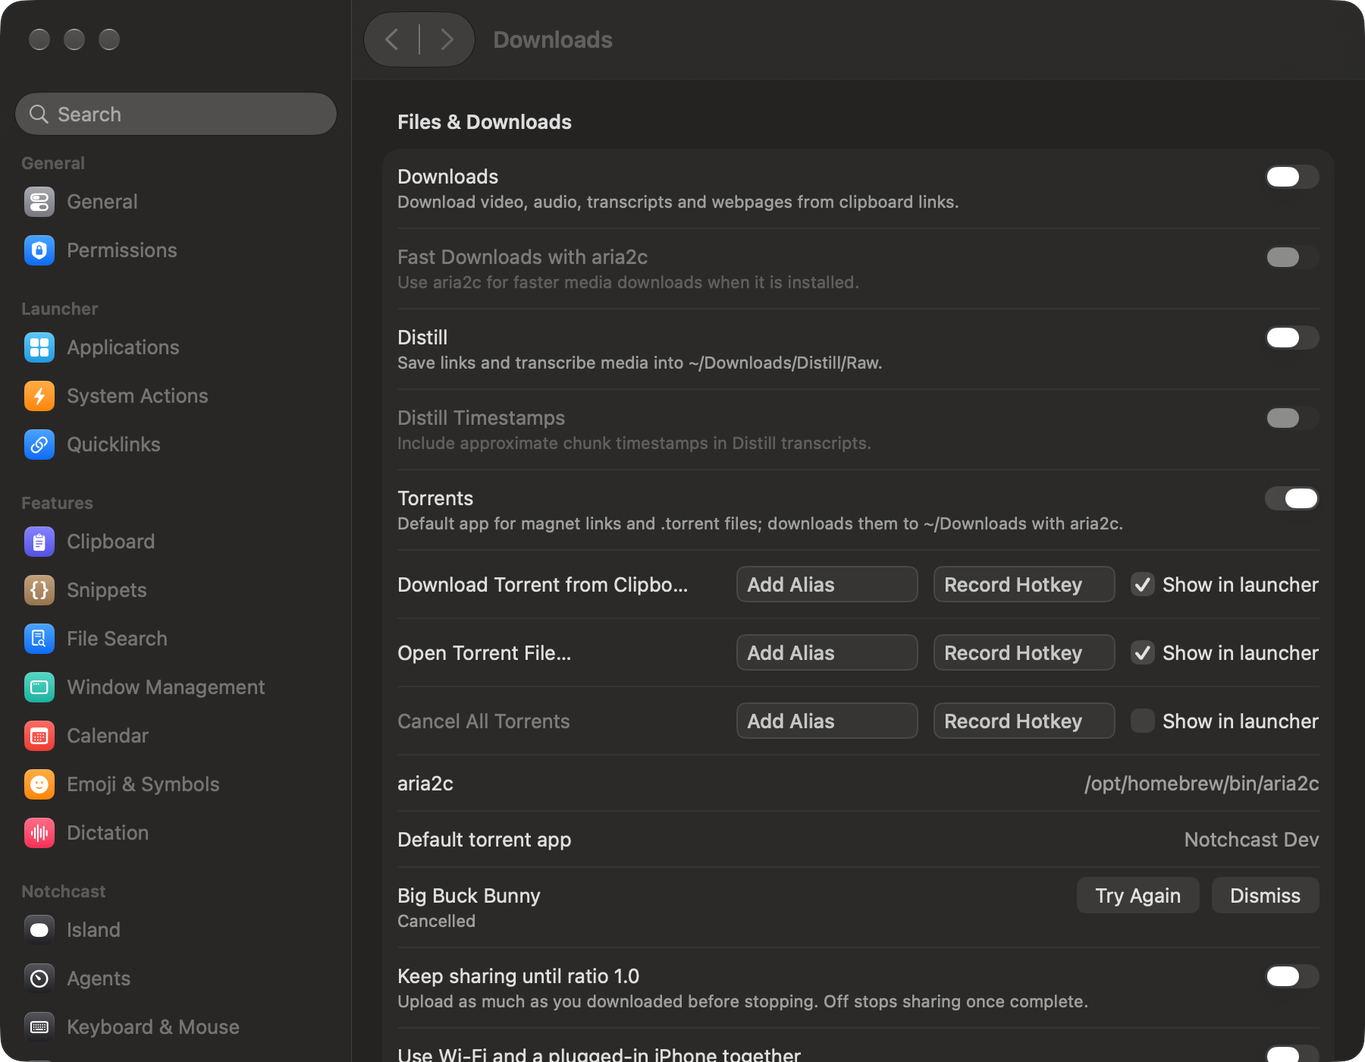 Search
General
General
Permissions
Launcher
Applications
System Actions
Quicklinks
Features
Clipboard
Snippets
File Search
Window Management
Calendar
Emoji & Symbols
Dictation
Notchcast
Island
Agents
Keyboard & Mouse
Downloads
Files & Downloads
Downloads
Download video, audio, transcripts and webpages from clipboard links.
Fast Downloads with aria2c
Use aria2c for faster media downloads when it is installed.
Distill
Save links and transcribe media into ~/Downloads/Distill/Raw.
Distill Timestamps
Include approximate chunk timestamps in Distill transcripts.
Torrents
Default app for magnet links and .torrent files; downloads them to ~/Downloads with aria2c.
Download Torrent from Clipbo... Add Alias Record Hotkey Show in launcher
Open Torrent File... Add Alias Record Hotkey Show in launcher
Cancel All Torrents Add Alias Record Hotkey Show in launcher
aria2c /opt/homebrew/bin/aria2c
Default torrent app Notchcast Dev
Big Buck Bunny Try Again Dismiss
Cancelled
Keep sharing until ratio 1.0
Upload as much as you downloaded before stopping. Off stops sharing once complete.
Use Wi-Fi and a plugged-in iPhone together